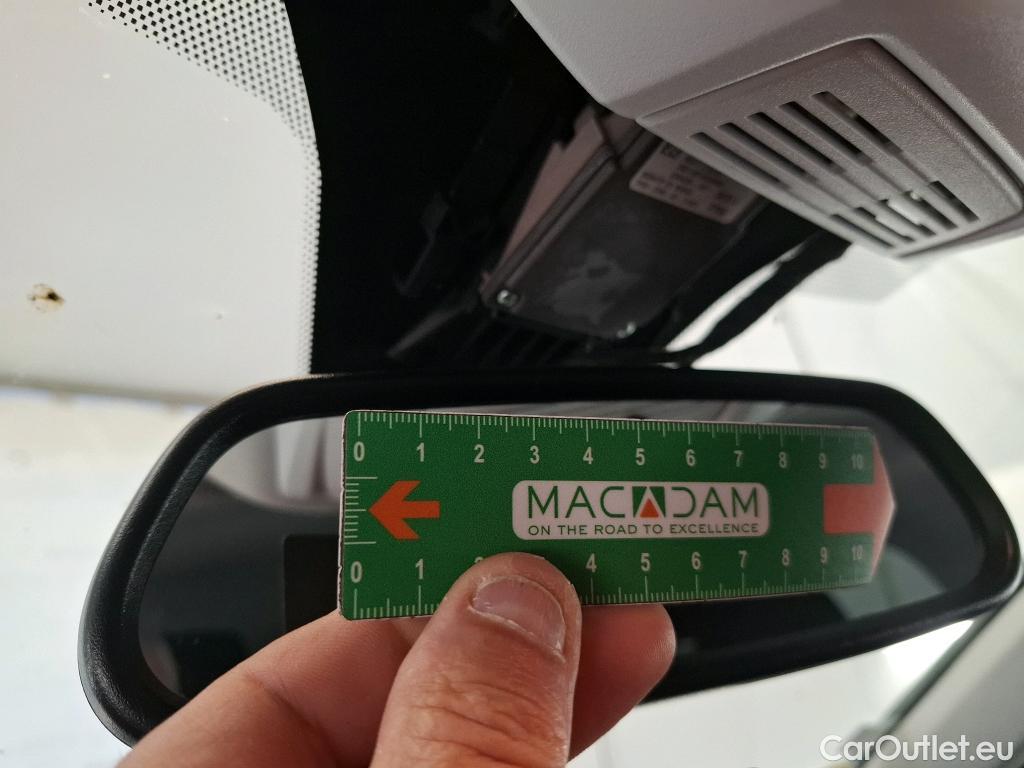 0 1 2 3 4 5 6 7 8 9 10
MACADAM
ON THE ROAD TO EXCELLENCE
0 1 4 5 6 7 8 9 10
CarOutlet.eu